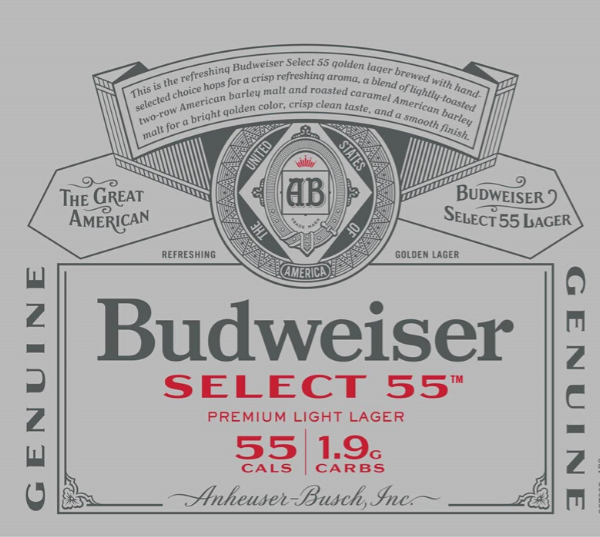 This is the refreshing Budweiser Select 55 golden lager brewed with hand-
selected choice hops for a crisp refreshing aroma, a blend of lightly-toasted
two-row American barley malt and roasted caramel American barley
malt for a bright golden color, crisp clean taste, and a smooth finish.
THE UNITED STATES OF
AMERICA
AB
TRADE MARK
THE GREAT
AMERICAN
BUDWEISER
SELECT 55 LAGER
REFRESHING
GOLDEN LAGER
GENUINE
GENUINE
Budweiser
SELECT 55™
PREMIUM LIGHT LAGER
55 | 1.9G
CALS | CARBS
Anheuser-Busch, Inc.